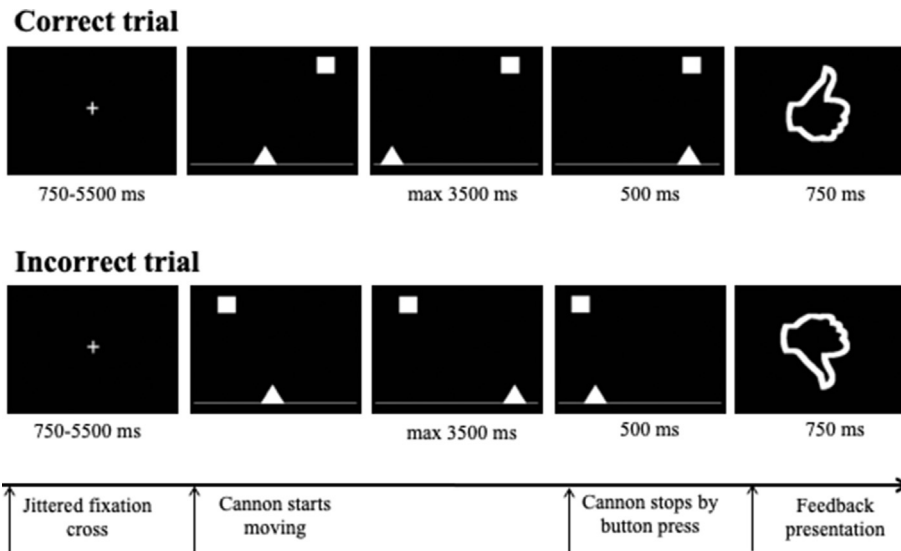 Correct trial
750-5500 ms
max 3500 ms
500 ms
750 ms
Incorrect trial
750-5500 ms
max 3500 ms
500 ms
750 ms
Jittered fixation
cross
Cannon starts
moving
Cannon stops by
button press
Feedback
presentation